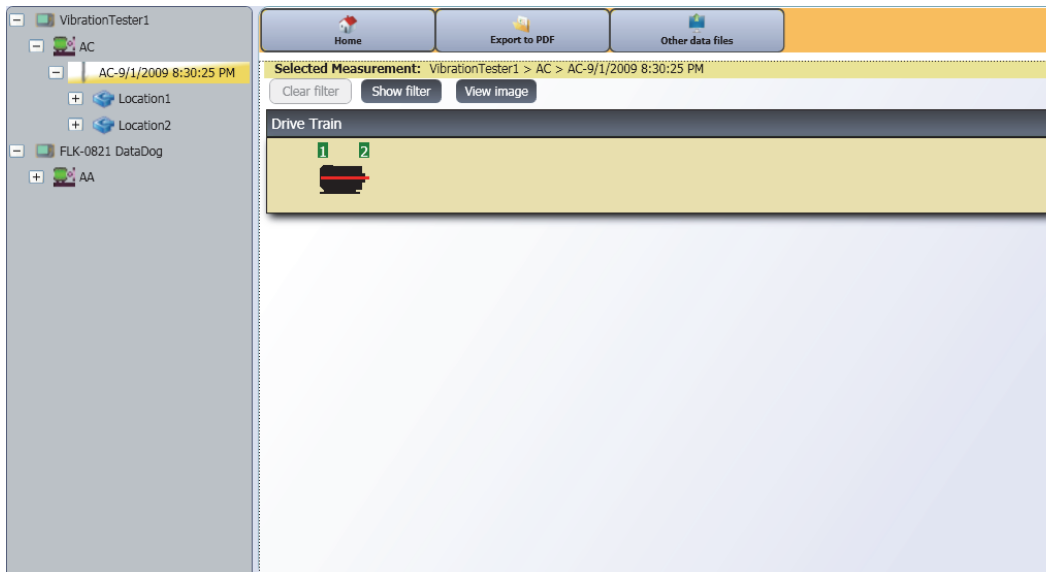 VibrationTester1
AC
AC-9/1/2009 8:30:25 PM
Location1
Location2
FLK-0821 DataDog
AA
Home
Export to PDF
Other data files
Selected Measurement: VibrationTester1 > AC > AC-9/1/2009 8:30:25 PM
Clear filter
Show filter
View image
Drive Train
1 2